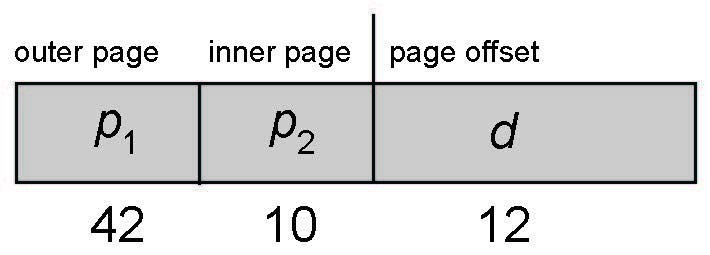 outer page inner page page offset
p1 p2 d
42 10 12